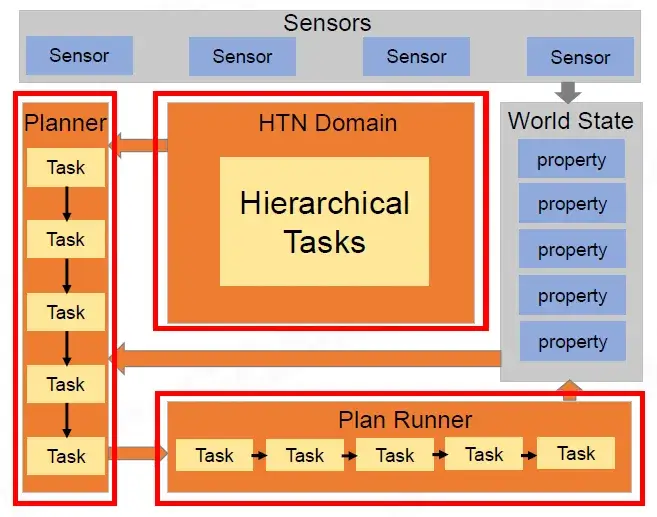 Sensors
Sensor
Sensor
Sensor
Sensor
Planner
Task
Task
Task
Task
Task
HTN Domain
Hierarchical
Tasks
World State
property
property
property
property
property
Plan Runner
Task
Task
Task
Task
Task